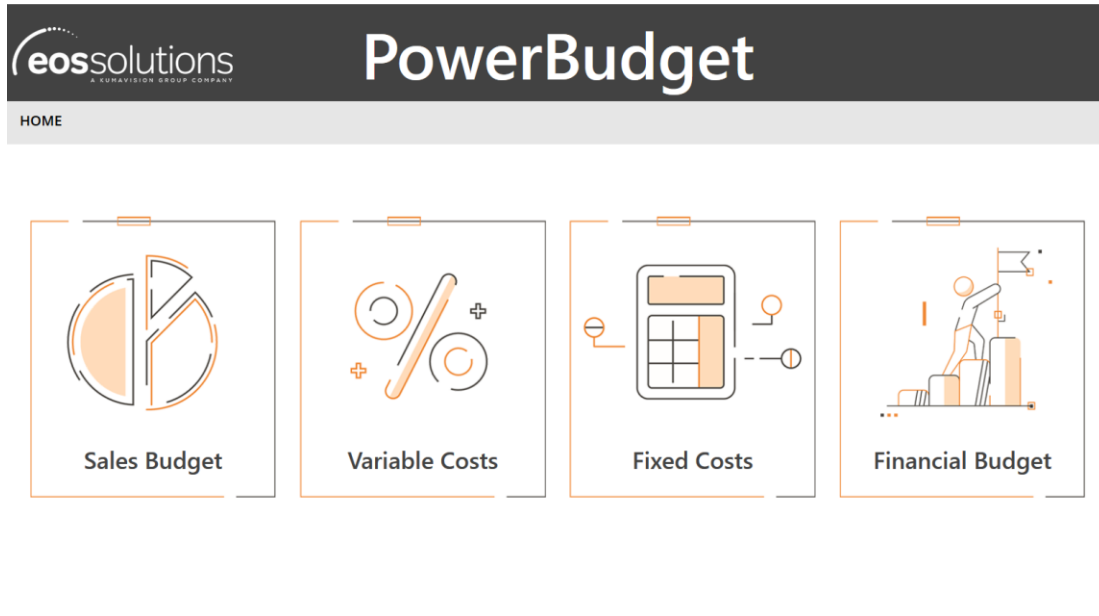 eossolutions
A KUMAVISION GROUP COMPANY
PowerBudget
HOME
Sales Budget
Variable Costs
Fixed Costs
Financial Budget